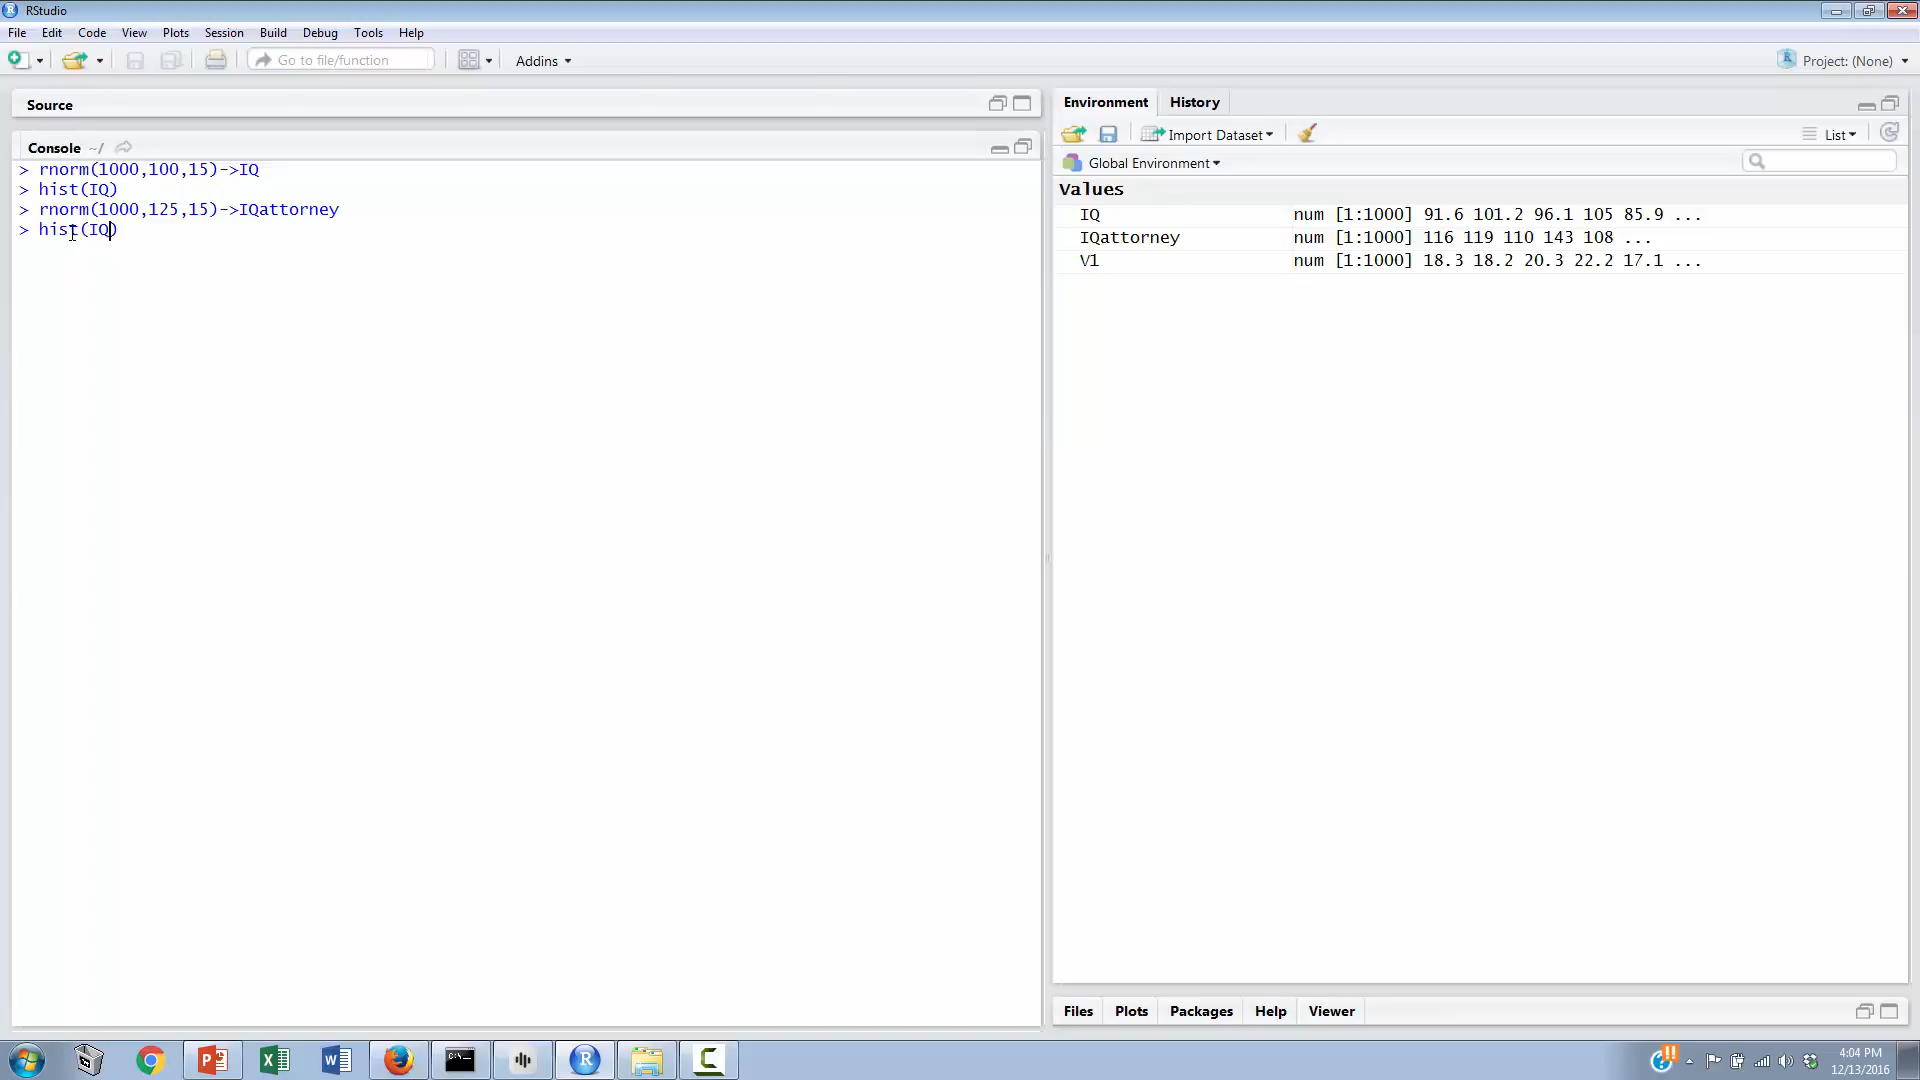 RStudio
File Edit Code View Plots Session Build Debug Tools Help
Go to file/function Addins Project: (None)
Source
Console ~/
> rnorm(1000,100,15)->IQ
> hist(IQ)
> rnorm(1000,125,15)->IQattorney
> hist(IQ)
Environment History
Import Dataset List
Global Environment
Values
IQ num [1:1000] 91.6 101.2 96.1 105 85.9 ...
IQattorney num [1:1000] 116 119 110 143 108 ...
V1 num [1:1000] 18.3 18.2 20.3 22.2 17.1 ...
Files Plots Packages Help Viewer
4:04 PM
12/13/2016